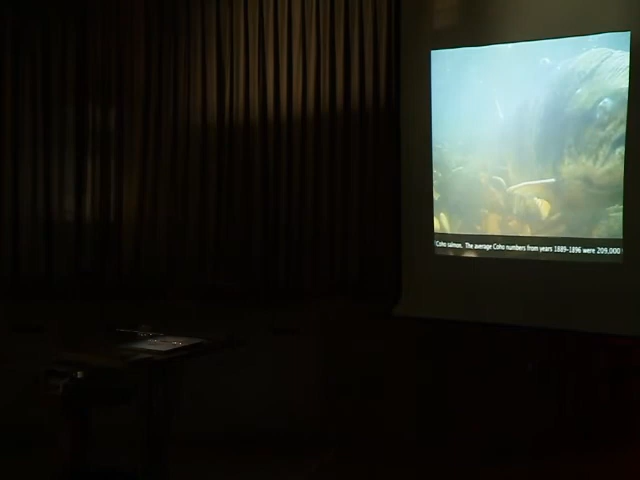 Coho salmon. The average Coho numbers from years 1889-1896 were 209,000